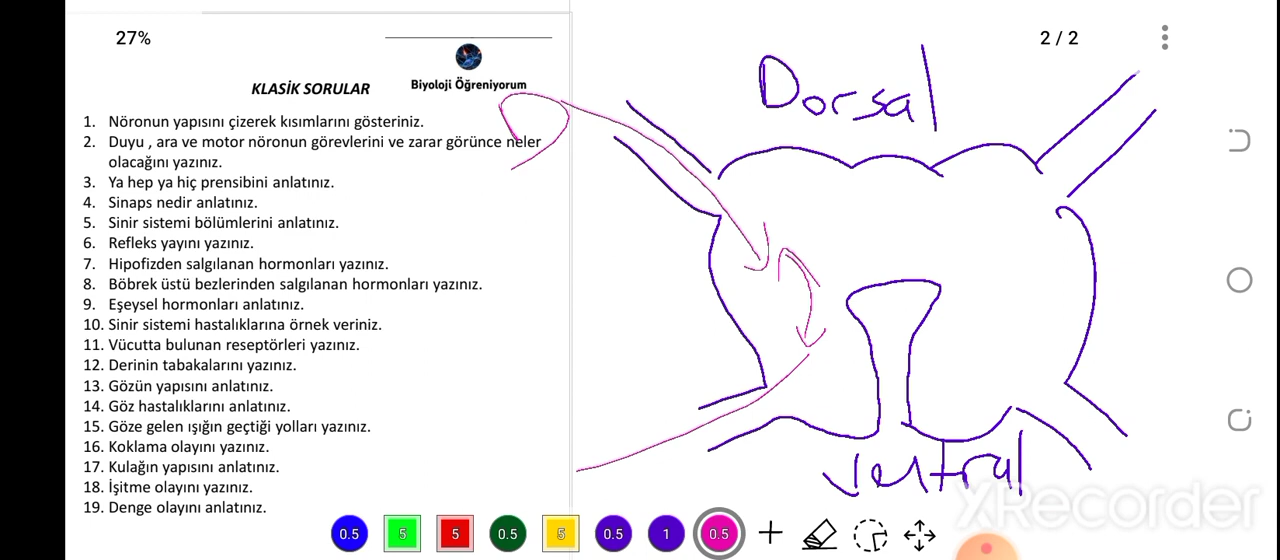 27%
2 / 2
Biyoloji Öğreniyorum
KLASİK SORULAR
1. Nöronun yapısını çizerek kısımlarını gösteriniz.
2. Duyu , ara ve motor nöronun görevlerini ve zarar görünce neler
olacağını yazınız.
3. Ya hep ya hiç prensibini anlatınız.
4. Sinaps nedir anlatınız.
5. Sinir sistemi bölümlerini anlatınız.
6. Refleks yayını yazınız.
7. Hipofizden salgılanan hormonları yazınız.
8. Böbrek üstü bezlerinden salgılanan hormonları yazınız.
9. Eşeysel hormonları anlatınız.
10. Sinir sistemi hastalıklarına örnek veriniz.
11. Vücutta bulunan reseptörleri yazınız.
12. Derinin tabakalarını yazınız.
13. Gözün yapısını anlatınız.
14. Göz hastalıklarını anlatınız.
15. Göze gelen ışığın geçtiği yolları yazınız.
16. Koklama olayını yazınız.
17. Kulağın yapısını anlatınız.
18. İşitme olayını yazınız.
19. Denge olayını anlatınız.
Dorsal
Ventral
0.5 5 5 0.5 5 0.5 1 0.5
XRecorder